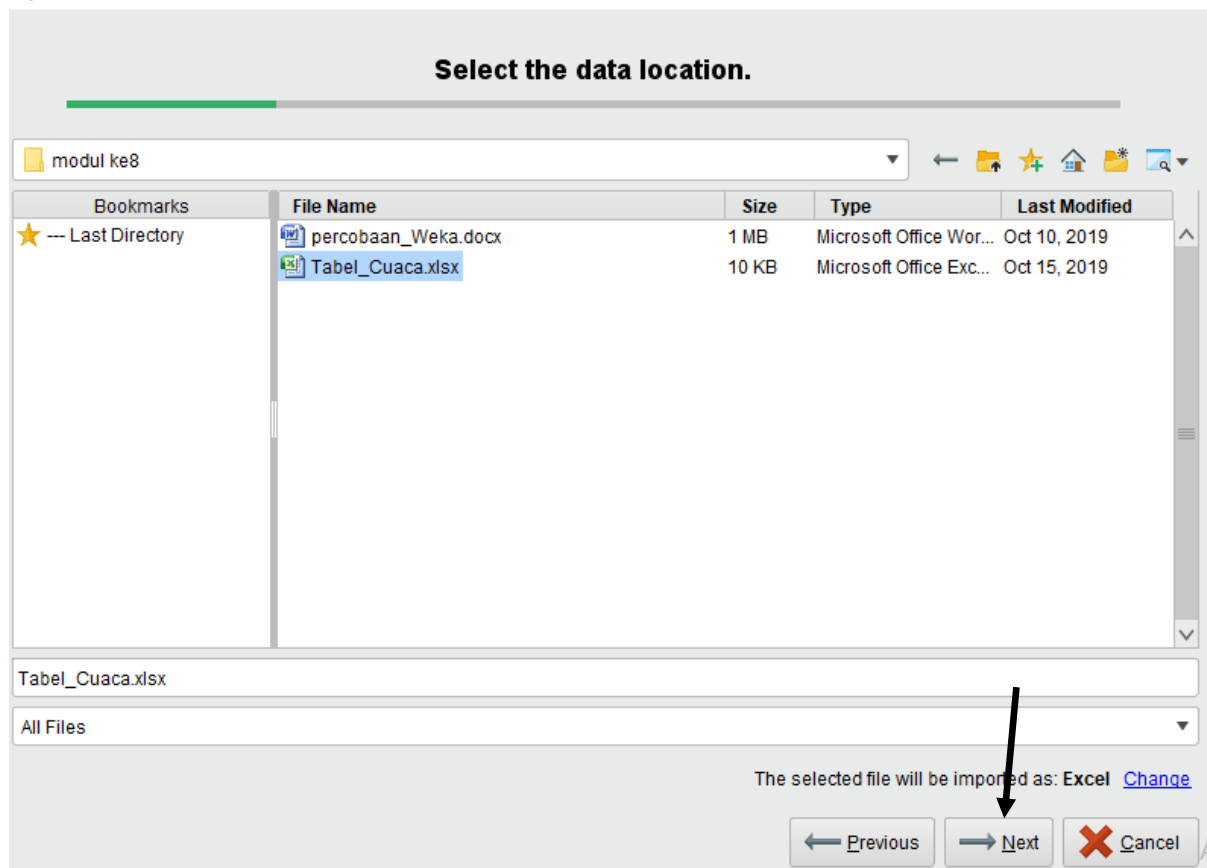 Select the data location.
modul ke8
Bookmarks File Name Size Type Last Modified
--- Last Directory percobaan_Weka.docx 1 MB Microsoft Office Wor... Oct 10, 2019
Tabel_Cuaca.xlsx 10 KB Microsoft Office Exc... Oct 15, 2019
Tabel_Cuaca.xlsx
All Files
The selected file will be imported as: Excel Change
Previous Next Cancel